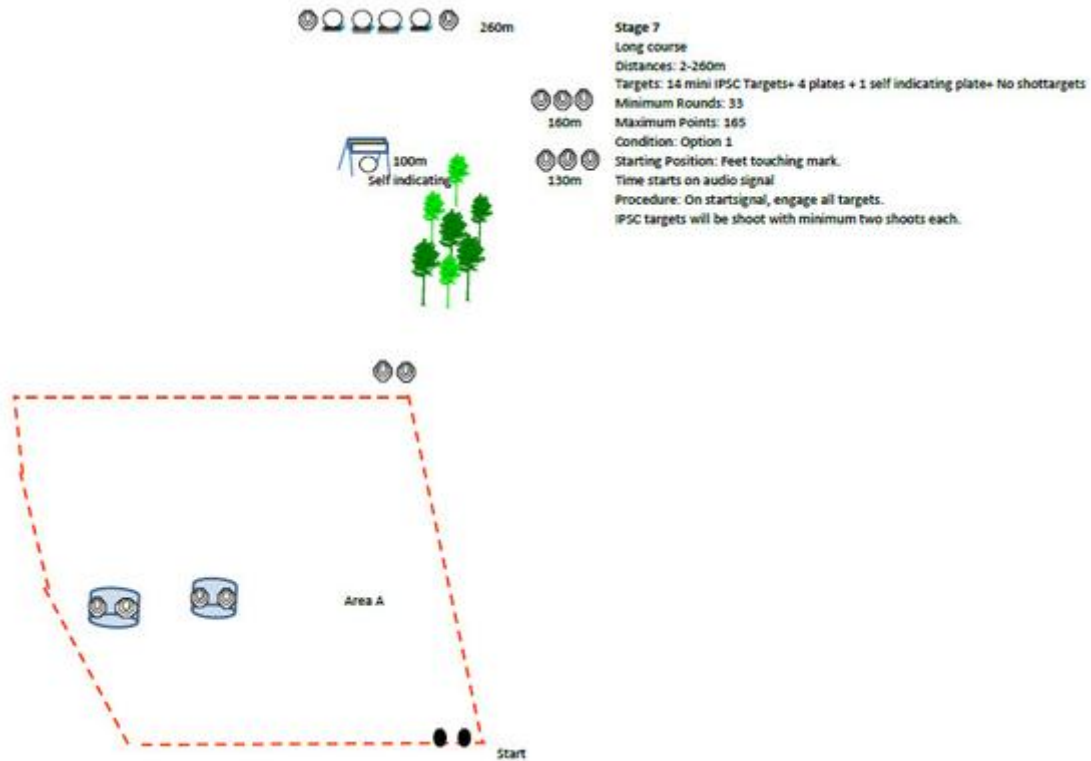 260m
Stage 7
Long course
Distances: 2-260m
Targets: 14 mini IPSC Targets+ 4 plates + 1 self indicating plate+ No shottargets
Minimum Rounds: 33
160m
Maximum Points: 165
Condition: Option 1
100m
Starting Position: Feet touching mark.
Self indicating
130m
Time starts on audio signal
Procedure: On startsignal, engage all targets.
IPSC targets will be shoot with minimum two shoots each.
Area A
Start